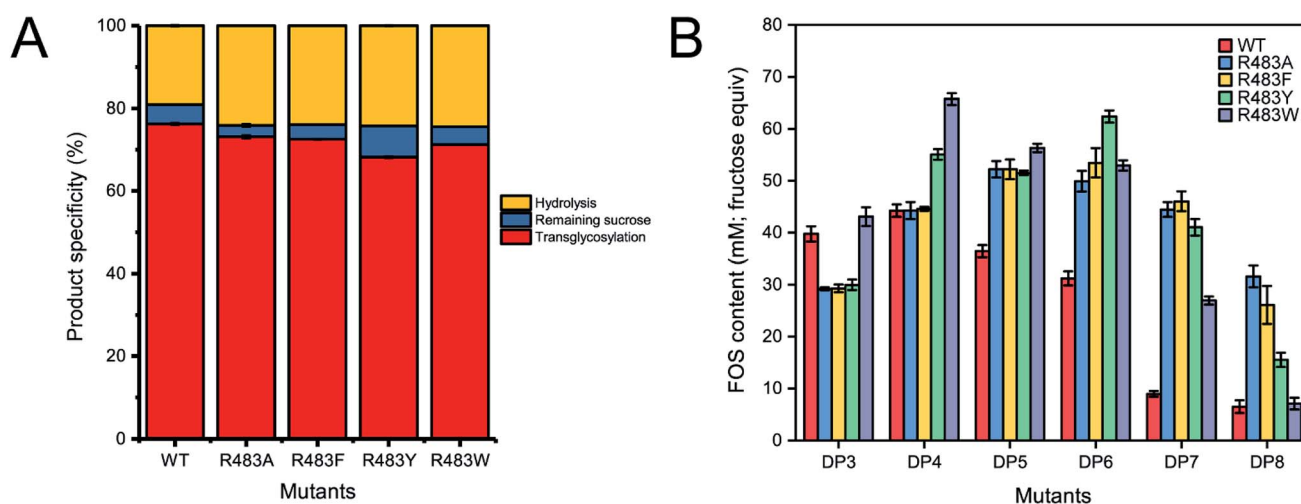 A
100
80
60
40
20
0
Product specificity (%)
WT R483A R483F R483Y R483W
Mutants
Hydrolysis
Remaining sucrose
Transglycosylation
B
80
70
60
50
40
30
20
10
0
FOS content (mM; fructose equiv)
DP3 DP4 DP5 DP6 DP7 DP8
Mutants
WT
R483A
R483F
R483Y
R483W